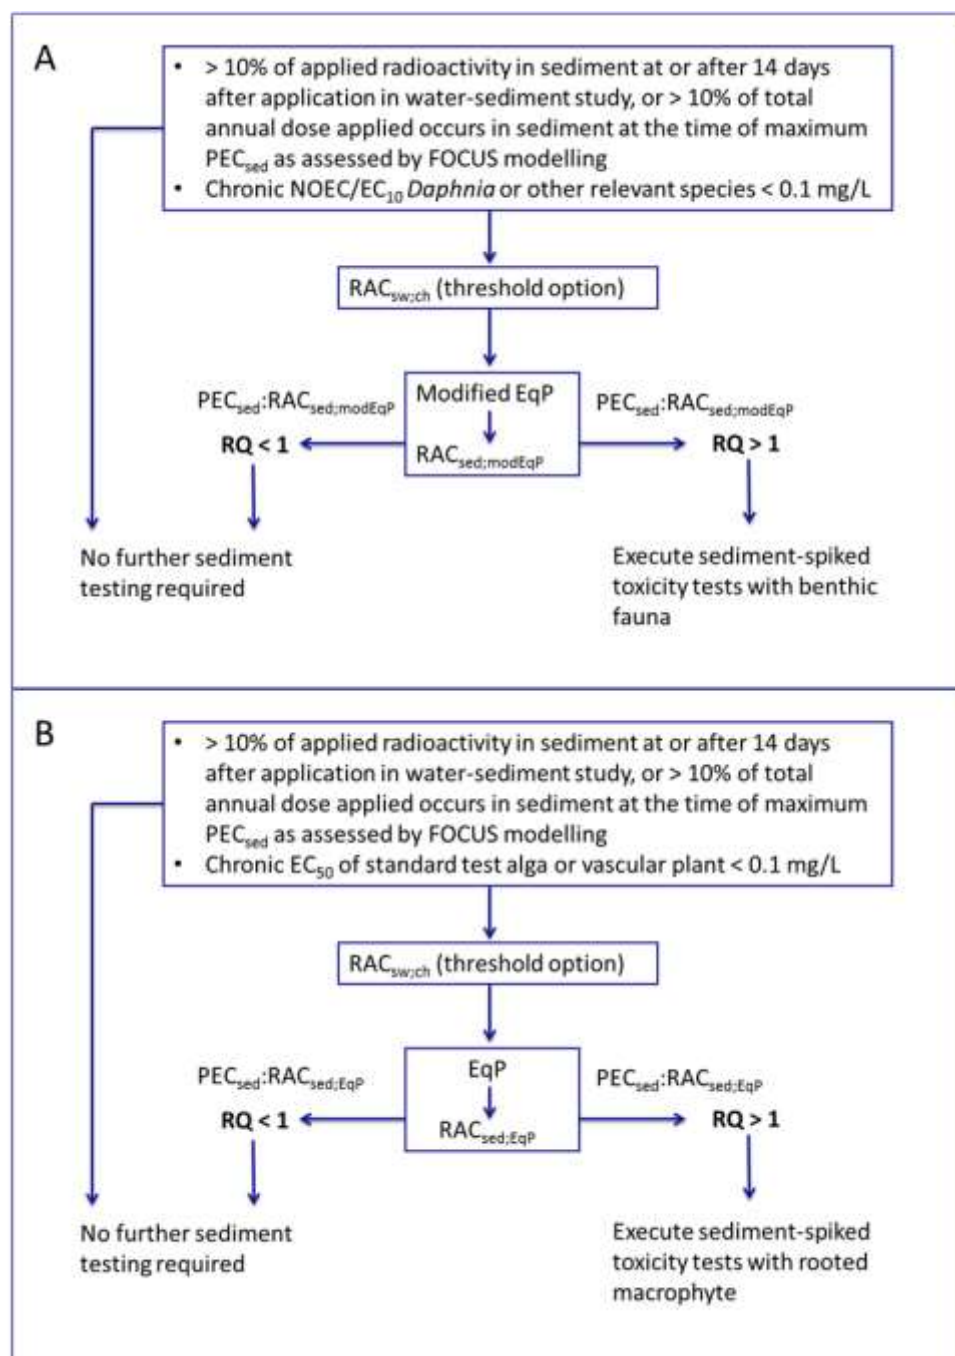 A
• > 10% of applied radioactivity in sediment at or after 14 days
after application in water-sediment study, or > 10% of total
annual dose applied occurs in sediment at the time of maximum
PECsed as assessed by FOCUS modelling
• Chronic NOEC/EC10 Daphnia or other relevant species < 0.1 mg/L
RACsw;ch (threshold option)
PECsed:RACsed;modEqP
RQ < 1
Modified EqP
RACsed;modEqP
PECsed:RACsed;modEqP
RQ > 1
No further sediment
testing required
Execute sediment-spiked
toxicity tests with benthic
fauna
B
• > 10% of applied radioactivity in sediment at or after 14 days
after application in water-sediment study, or > 10% of total
annual dose applied occurs in sediment at the time of maximum
PECsed as assessed by FOCUS modelling
• Chronic EC50 of standard test alga or vascular plant < 0.1 mg/L
RACsw;ch (threshold option)
PECsed:RACsed;EqP
RQ < 1
EqP
RACsed;EqP
PECsed:RACsed;EqP
RQ > 1
No further sediment
testing required
Execute sediment-spiked
toxicity tests with rooted
macrophyte